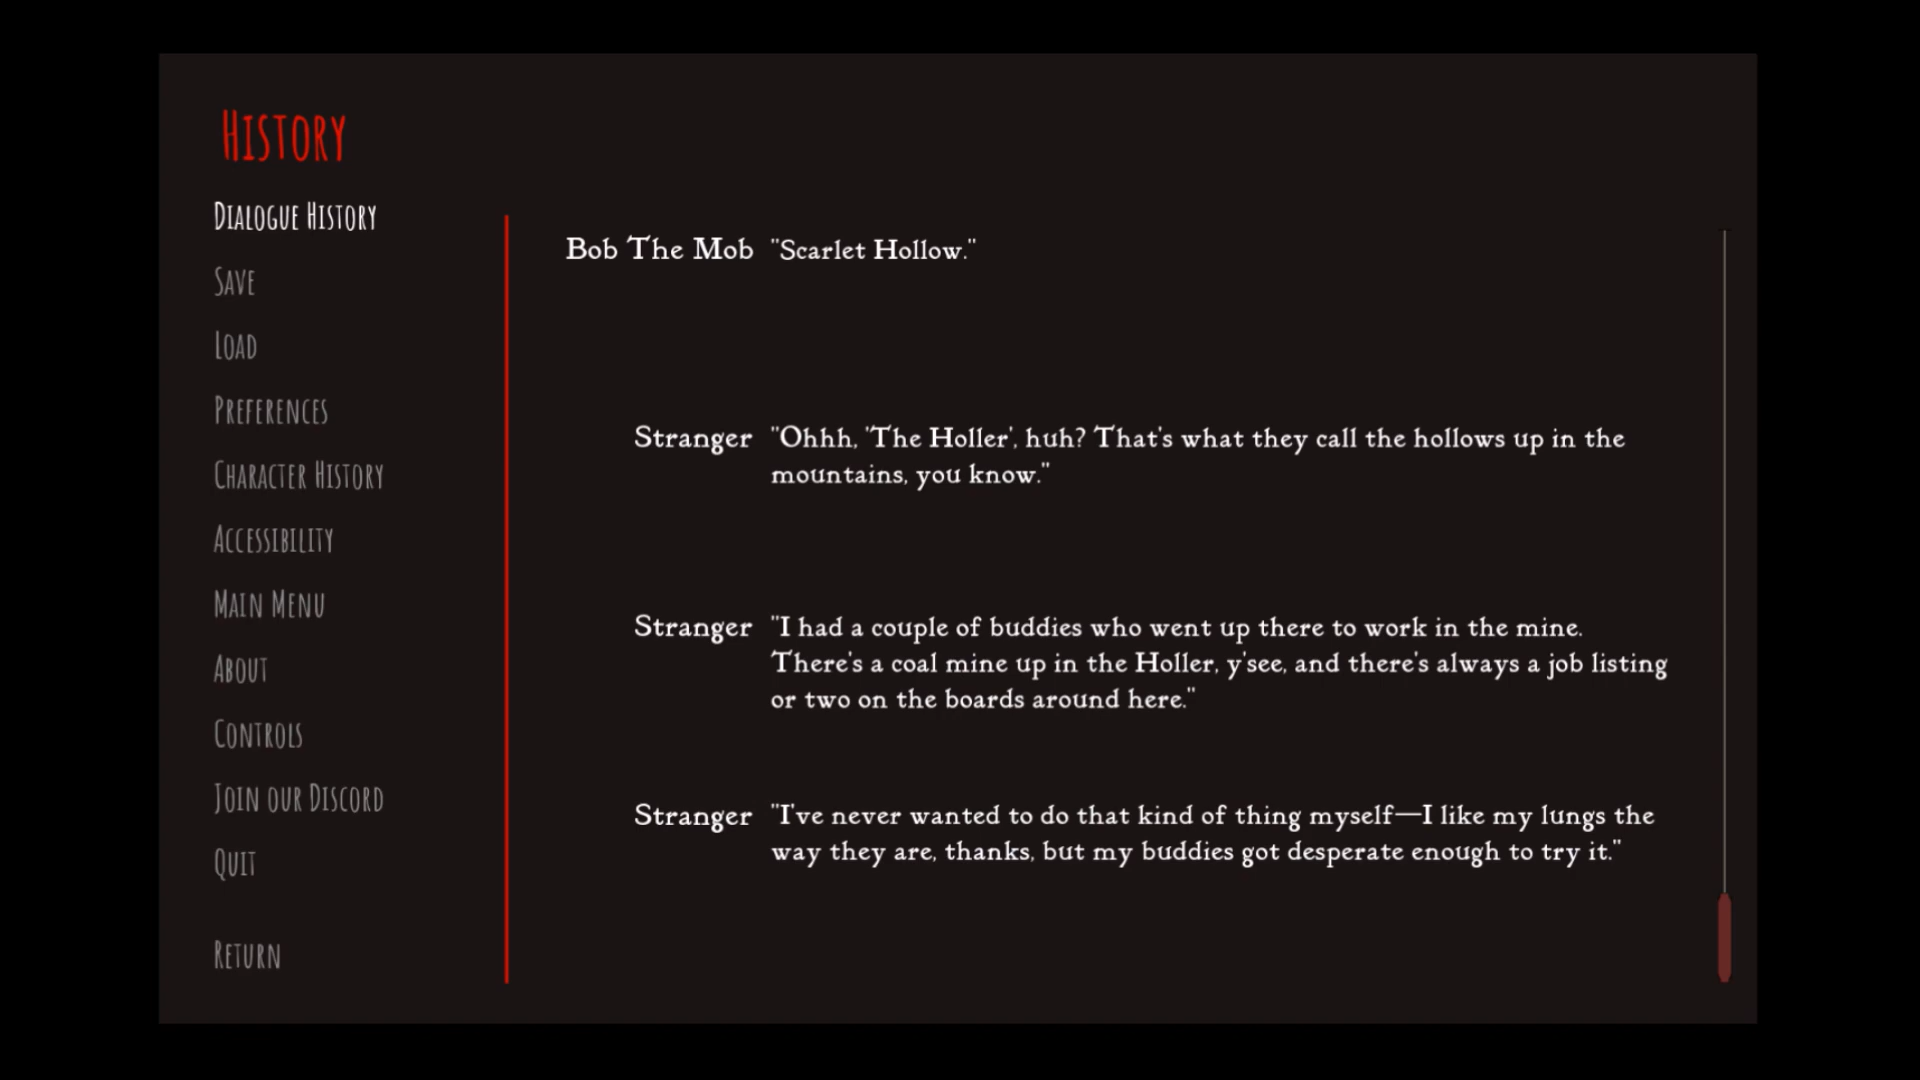 History
Dialogue History
Save
Load
Preferences
Character History
Accessibility
Main Menu
About
Controls
Join our Discord
Quit
Return
Bob The Mob "Scarlet Hollow."
Stranger "Ohhh, 'The Holler', huh? That's what they call the hollows up in the
mountains, you know."
Stranger "I had a couple of buddies who went up there to work in the mine.
There's a coal mine up in the Holler, y'see, and there's always a job listing
or two on the boards around here."
Stranger "I've never wanted to do that kind of thing myself—I like my lungs the
way they are, thanks, but my buddies got desperate enough to try it."